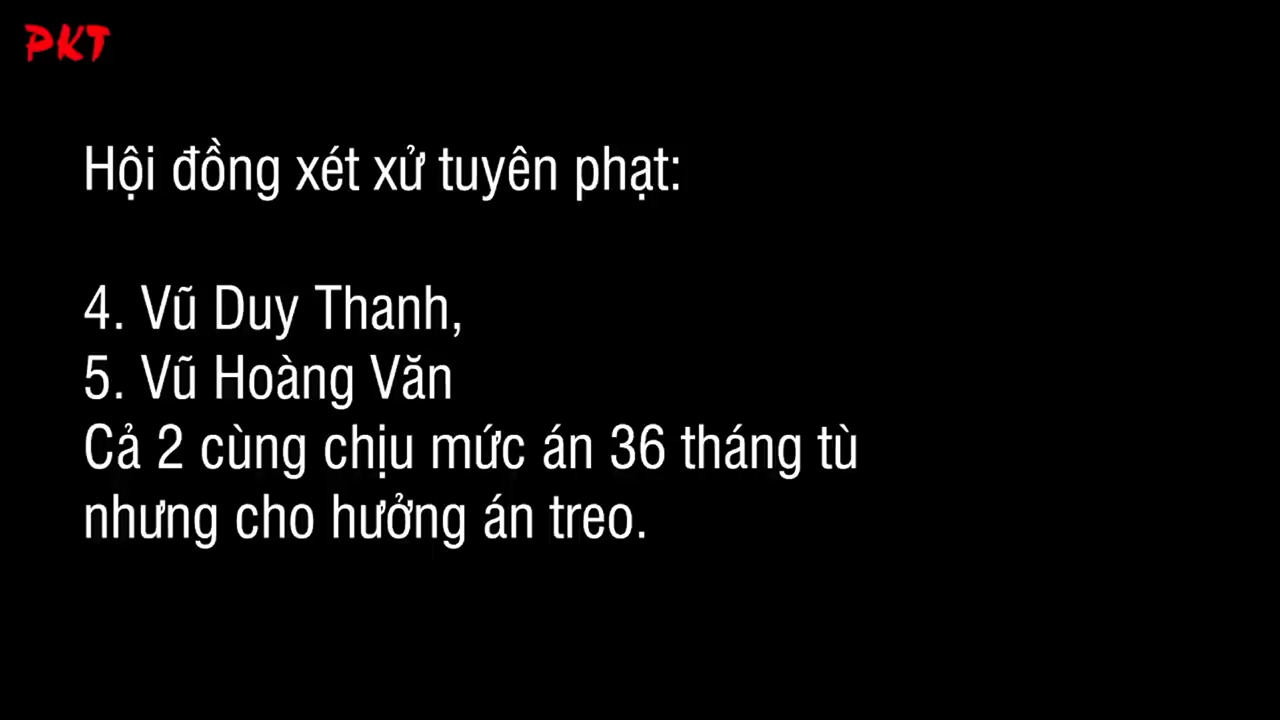 PKT
Hội đồng xét xử tuyên phạt:
4. Vũ Duy Thanh,
5. Vũ Hoàng Văn
Cả 2 cùng chịu mức án 36 tháng tù
nhưng cho hưởng án treo.